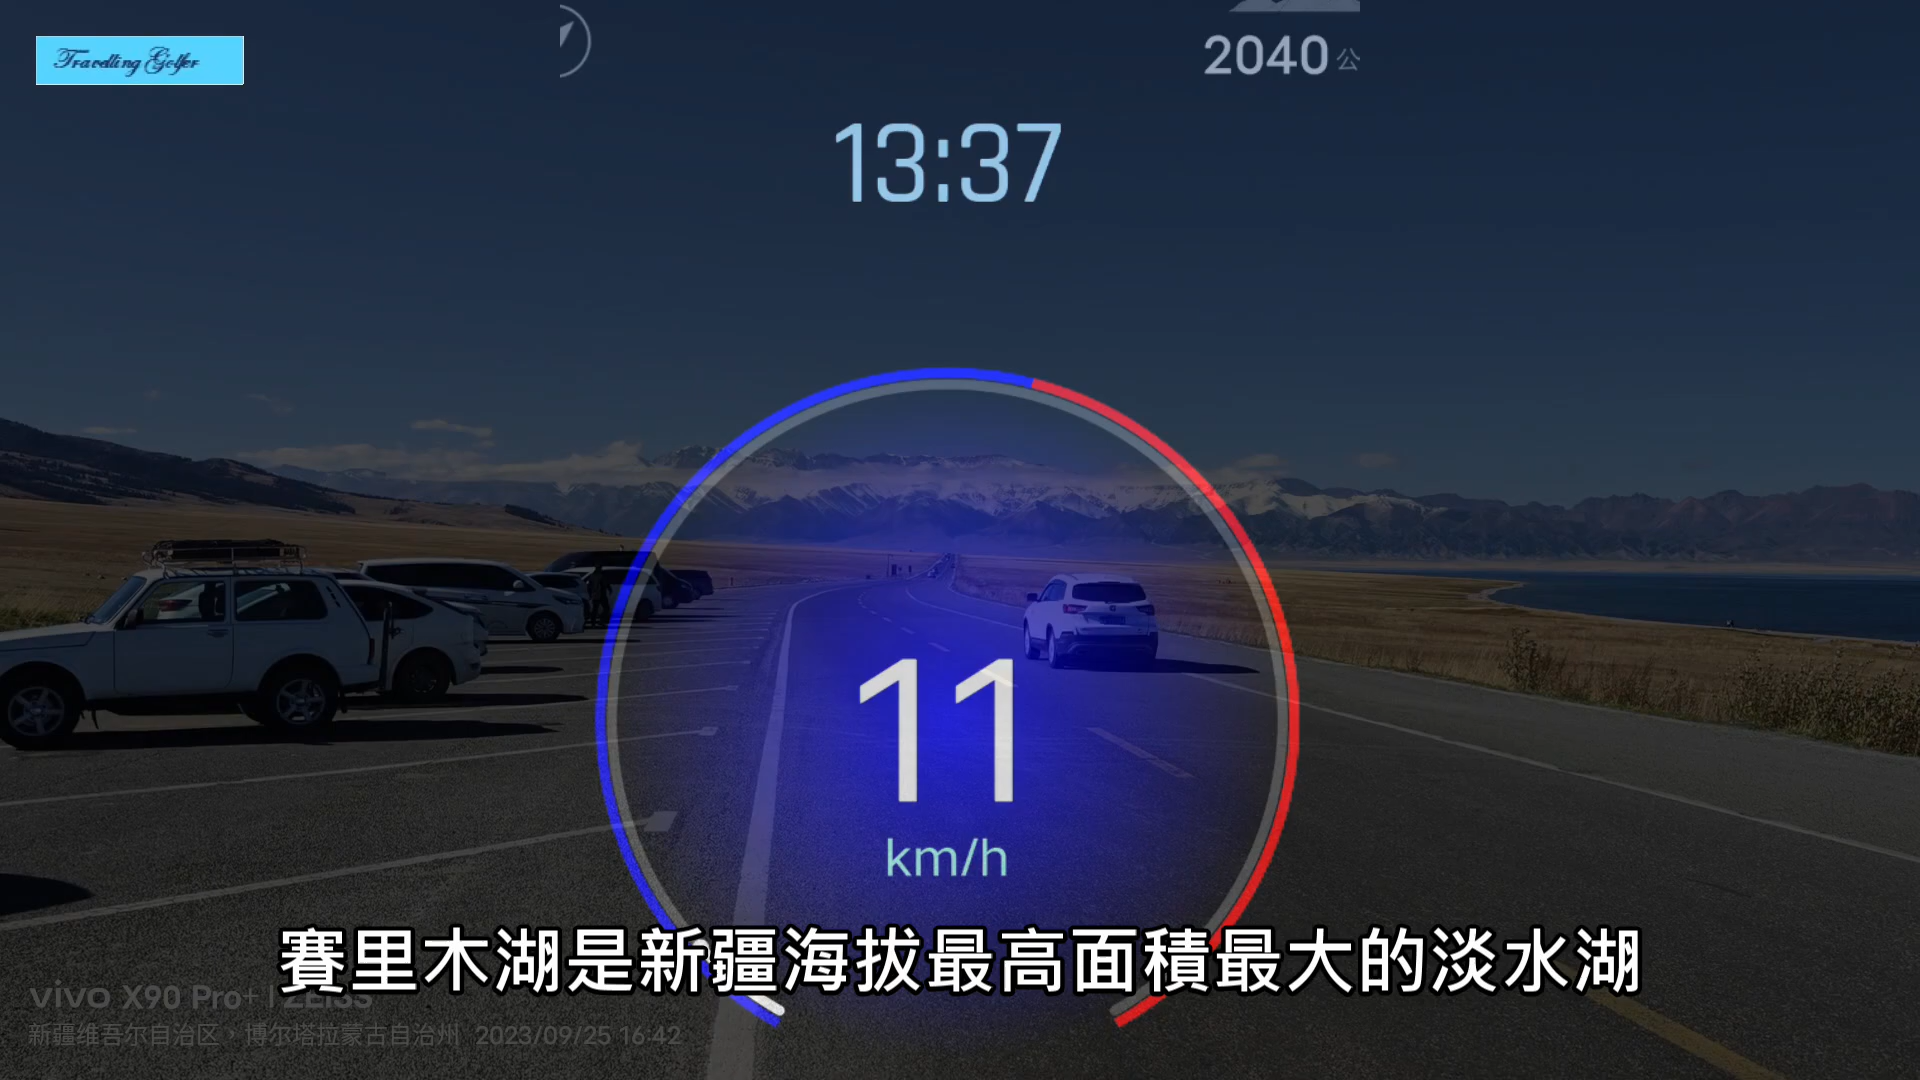 Travelling Golfer
2040公
13:37
11
km/h
賽里木湖是新疆海拔最高面積最大的淡水湖
vivo X90 Pro+ | ZEISS
新疆维吾尔自治区，博尔塔拉蒙古自治州 2023/09/25 16:42